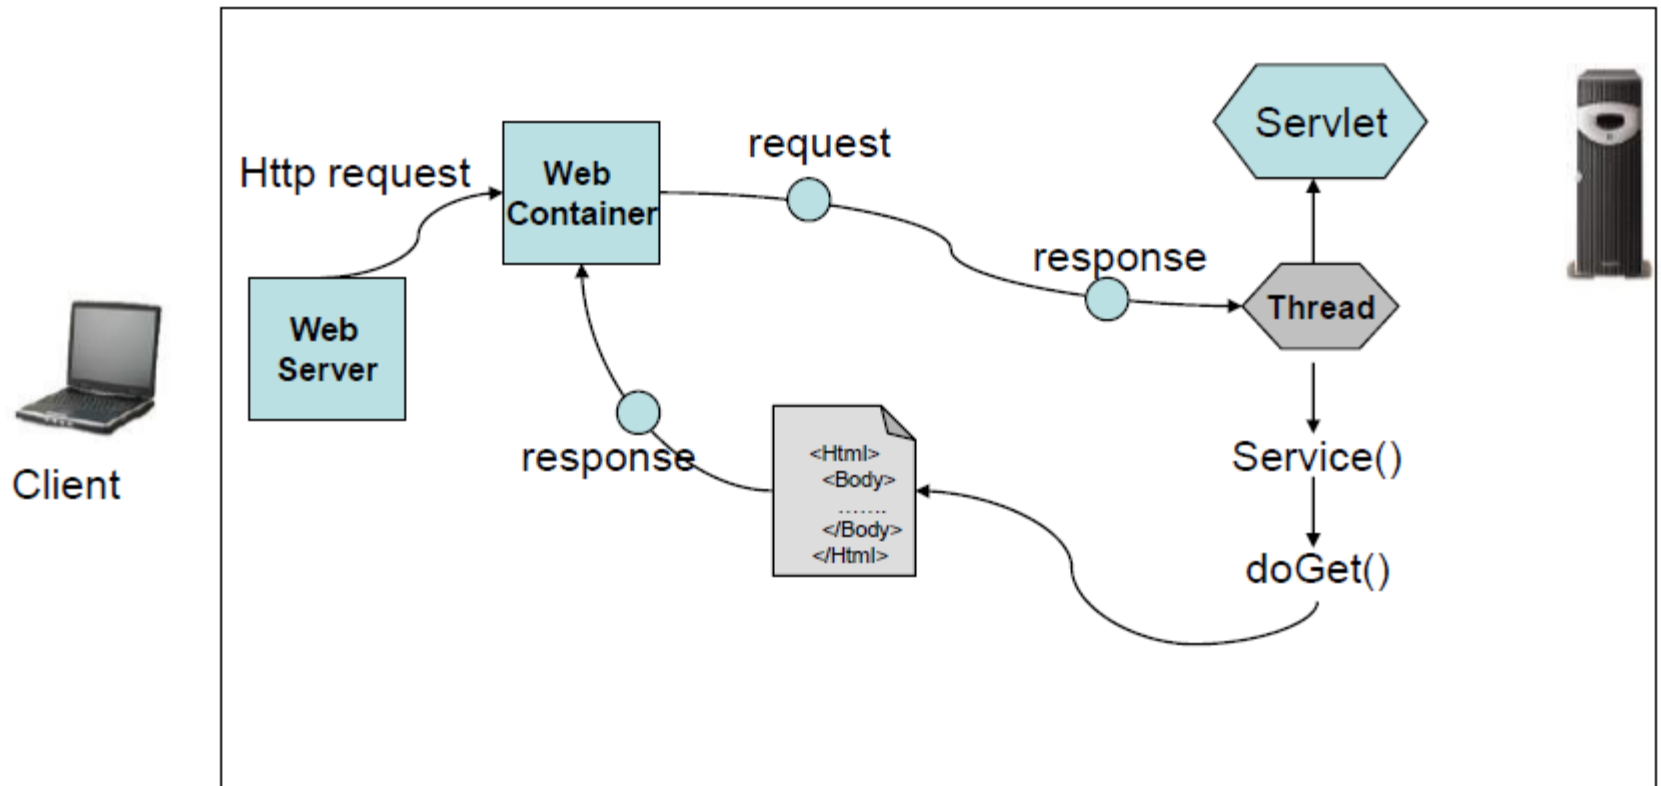 Client
Http request
Web
Server
Web
Container
request
response
Servlet
Thread
Service()
doGet()
<Html>
<Body>
.......
</Body>
</Html>
response